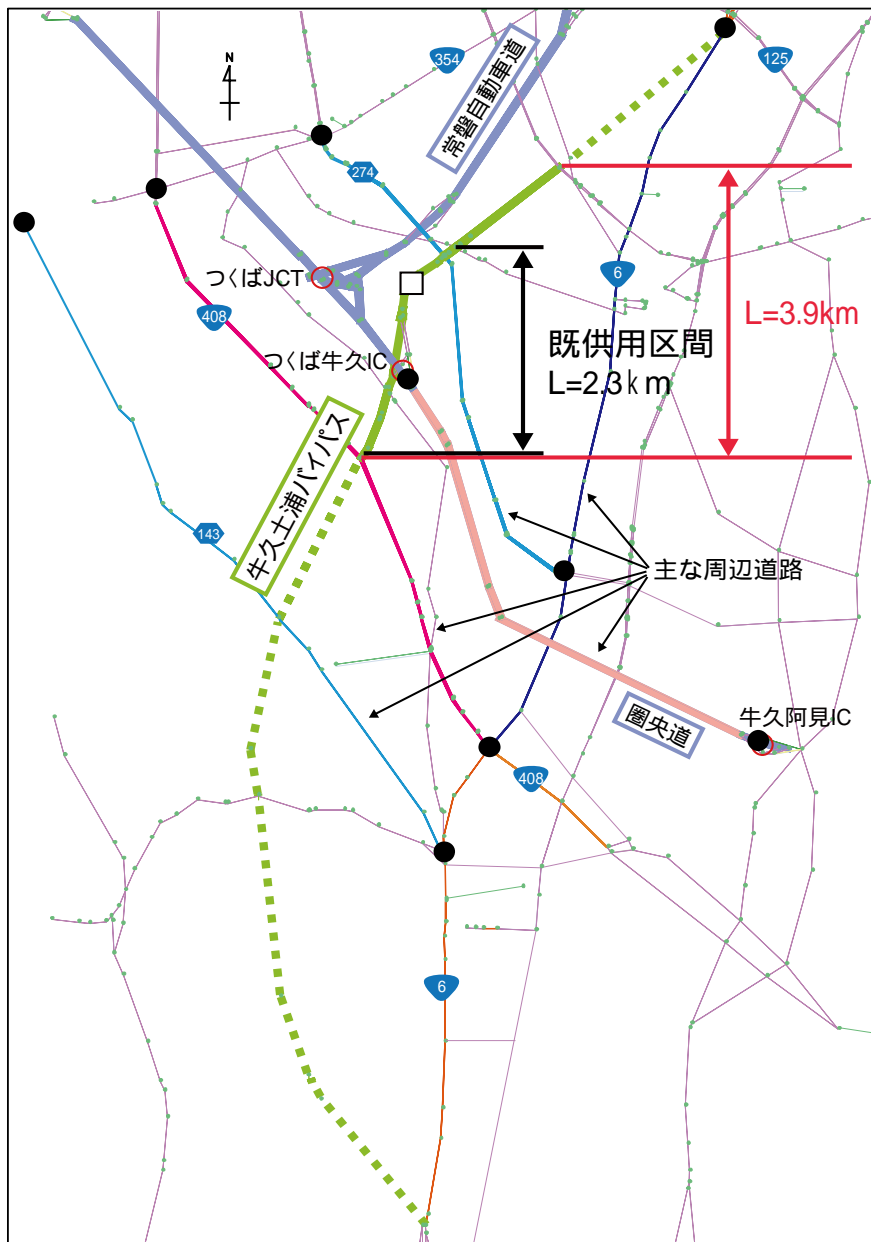 N
354
125
常磐自動車道
274
つくばJCT
6
408
L=3.9km
既供用区間
L=2.3km
つくば牛久IC
牛久土浦バイパス
143
主な周辺道路
圏央道
牛久阿見IC
408
6